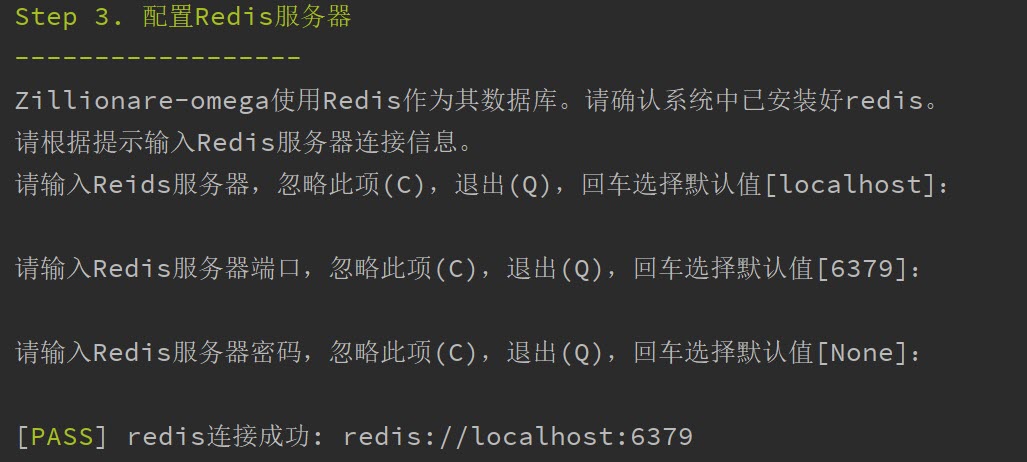 Step 3. 配置Redis服务器
------------------
Zillionare-omega使用Redis作为其数据库。请确认系统中已安装好redis。
请根据提示输入Redis服务器连接信息。
请输入Reids服务器，忽略此项(C)，退出(Q)，回车选择默认值[localhost]：
请输入Redis服务器端口，忽略此项(C)，退出(Q)，回车选择默认值[6379]：
请输入Redis服务器密码，忽略此项(C)，退出(Q)，回车选择默认值[None]：
[PASS] redis连接成功: redis://localhost:6379